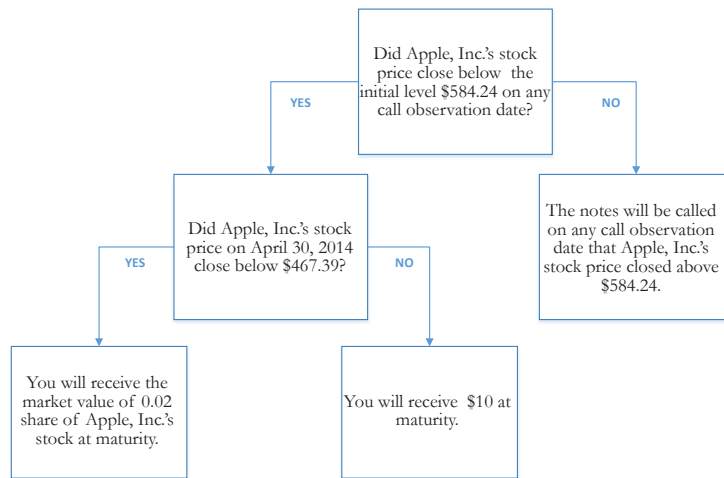 Did Apple, Inc.'s stock
price close below the
initial level $584.24 on any
call observation date?
YES
NO
Did Apple, Inc.'s stock
price on April 30, 2014
close below $467.39?
The notes will be called
on any call observation
date that Apple, Inc.'s
stock price closed above
$584.24.
YES
NO
You will receive the
market value of 0.02
share of Apple, Inc.'s
stock at maturity.
You will receive $10 at
maturity.